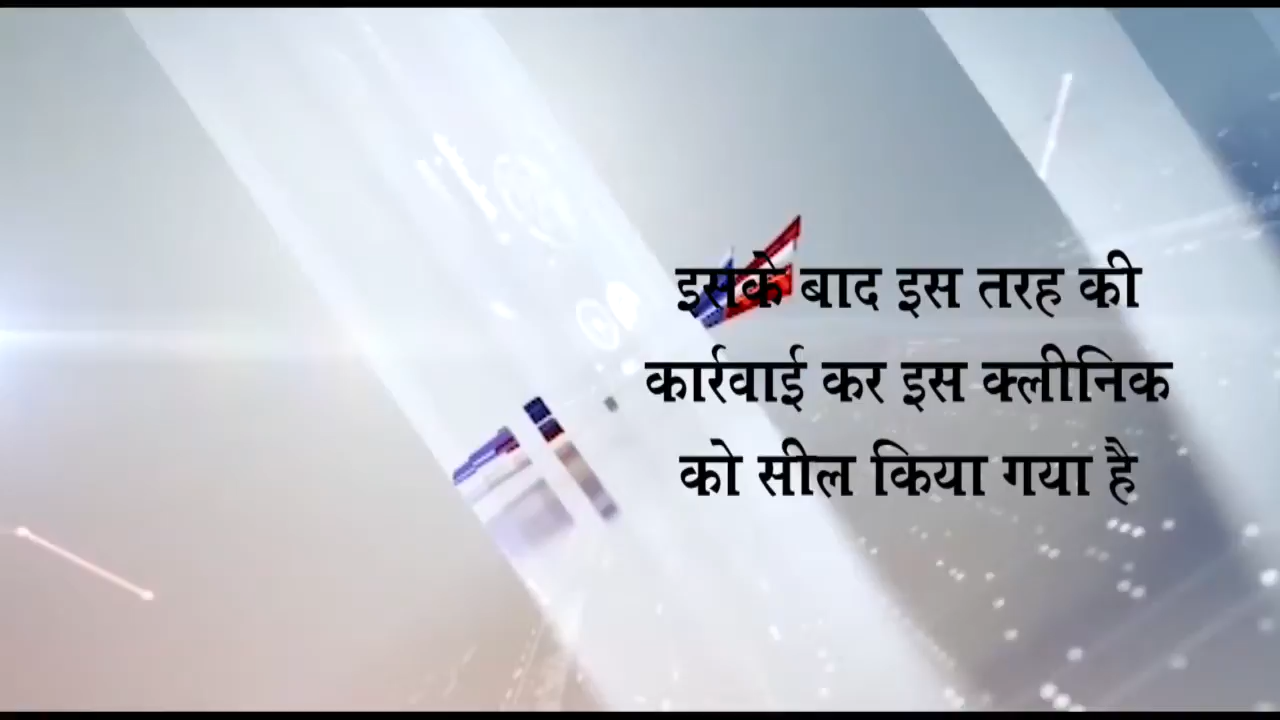 इसके बाद इस तरह की
कार्रवाई कर इस क्लीनिक
को सील किया गया है